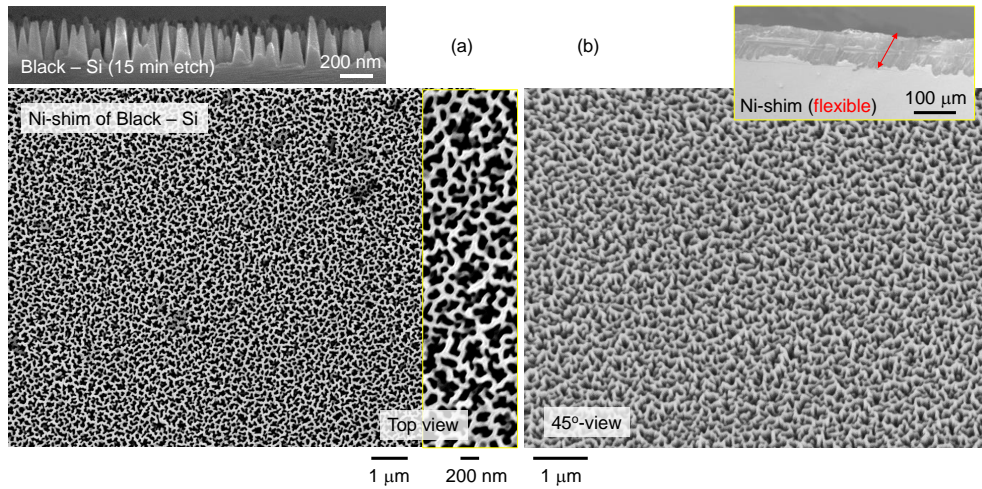 (a)
(b)
Black – Si (15 min etch)
200 nm
Ni-shim (flexible)
100 μm
Ni-shim of Black – Si
Top view
45º-view
1 μm
200 nm
1 μm